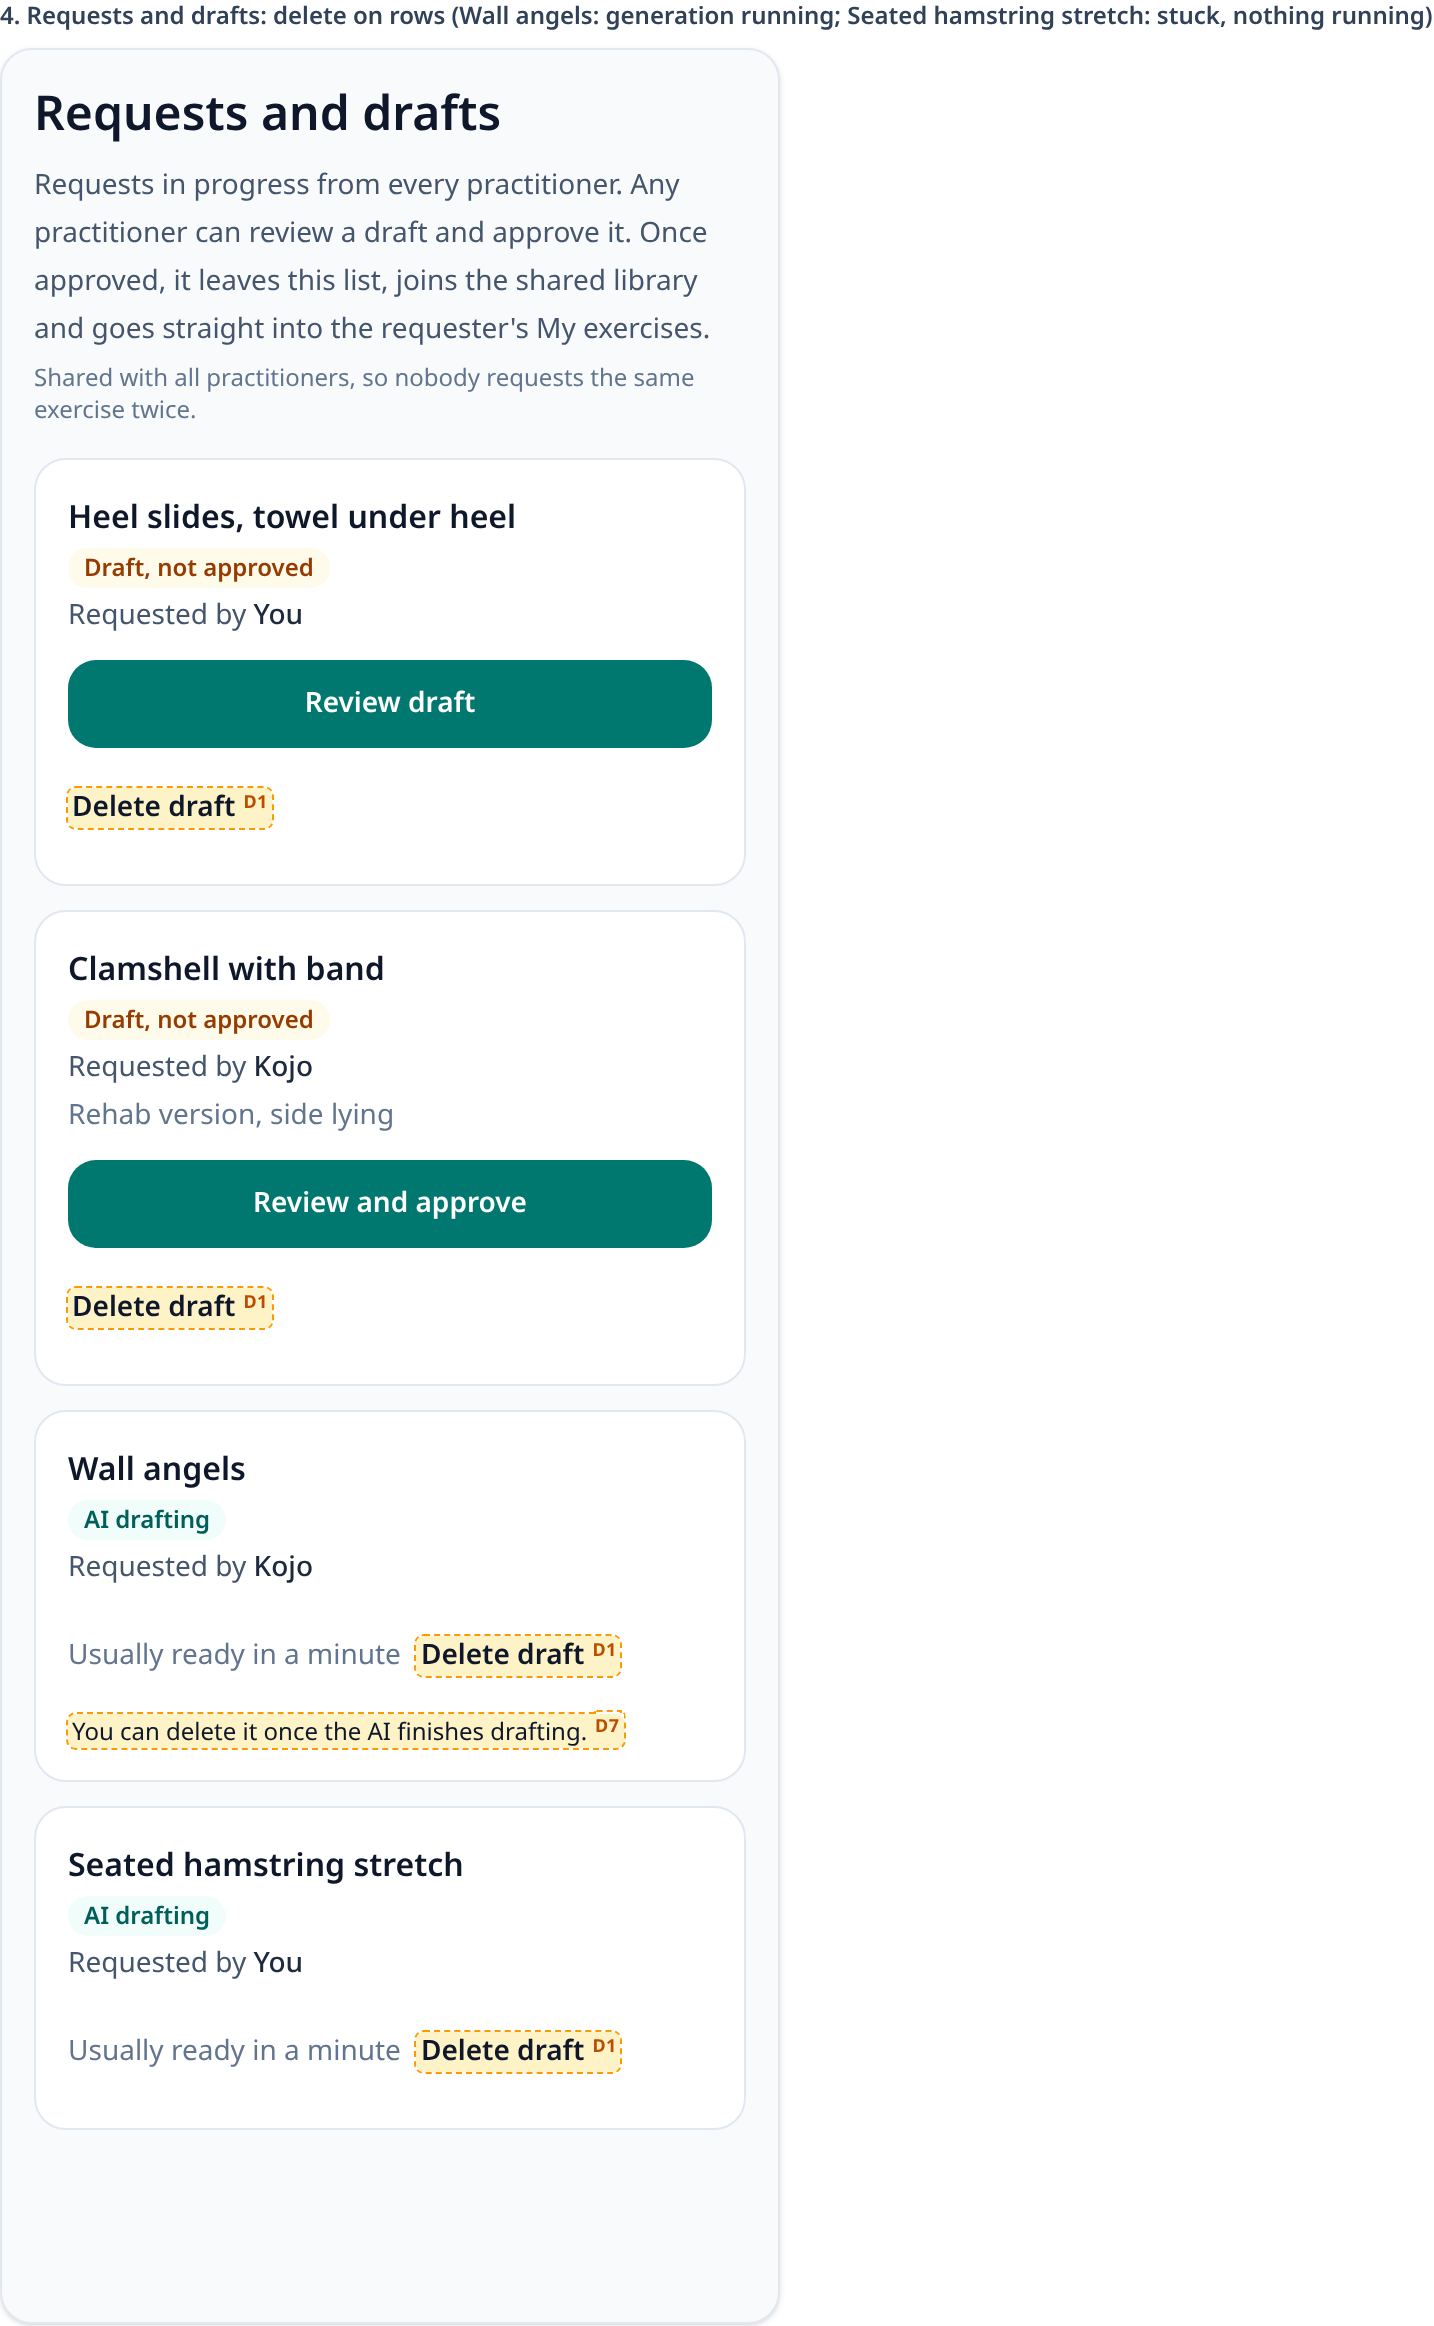 4. Requests and drafts: delete on rows (Wall angels: generation running; Seated hamstring stretch: stuck, nothing running)
Requests and drafts
Requests in progress from every practitioner. Any
practitioner can review a draft and approve it. Once
approved, it leaves this list, joins the shared library
and goes straight into the requester's My exercises.
Shared with all practitioners, so nobody requests the same
exercise twice.
Heel slides, towel under heel
Draft, not approved
Requested by You
Review draft
Delete draft D1
Clamshell with band
Draft, not approved
Requested by Kojo
Rehab version, side lying
Review and approve
Delete draft D1
Wall angels
AI drafting
Requested by Kojo
Usually ready in a minute Delete draft D1
You can delete it once the AI finishes drafting. D7
Seated hamstring stretch
AI drafting
Requested by You
Usually ready in a minute Delete draft D1